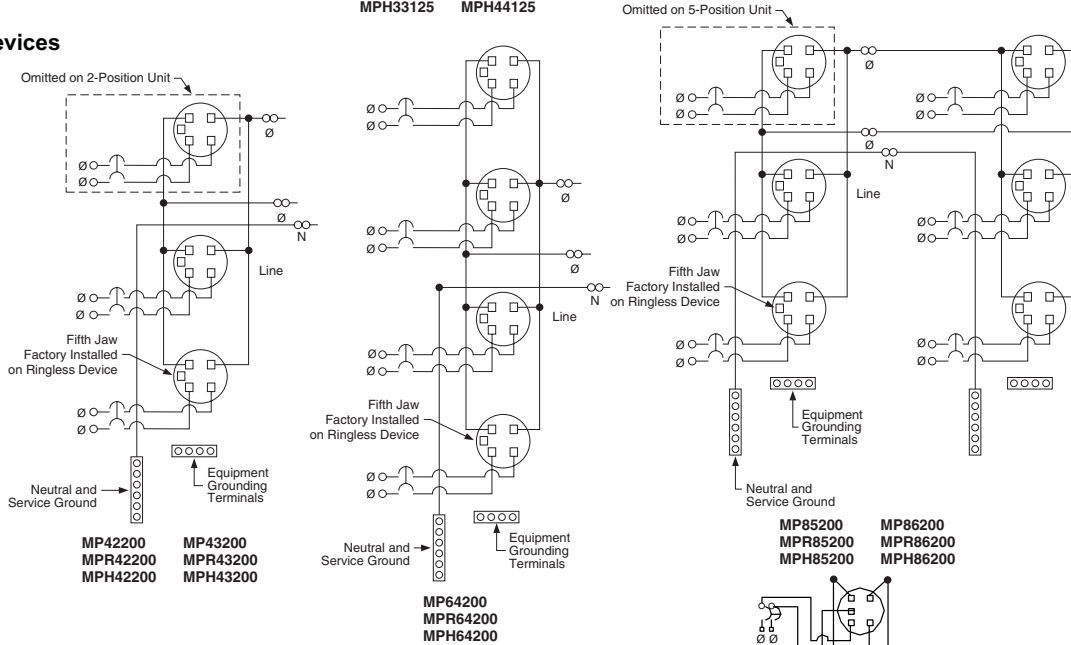 MPH33125 MPH44125
evices
Omitted on 2-Position Unit
Ø
Ø
Ø
Ø
N
Line
Ø
Ø
Fifth Jaw
Factory Installed
on Ringless Device
Ø
Ø
Equipment
Grounding
Terminals
Neutral and
Service Ground
MP42200 MP43200
MPR42200 MPR43200
MPH42200 MPH43200
Ø
Ø
Ø
Ø
Ø
Ø
N
Line
Ø
Ø
Fifth Jaw
Factory Installed
on Ringless Device
Ø
Ø
Equipment
Grounding
Terminals
Neutral and
Service Ground
MP64200
MPR64200
MPH64200
Omitted on 5-Position Unit
Ø
Ø
Ø
Ø
Ø
Ø
N
Line
Ø
Ø
Ø
Ø
Fifth Jaw
Factory Installed
on Ringless Device
Ø
Ø
Ø
Ø
Equipment
Grounding
Terminals
Neutral and
Service Ground
MP85200 MP86200
MPR85200 MPR86200
MPH85200 MPH86200
Ø Ø